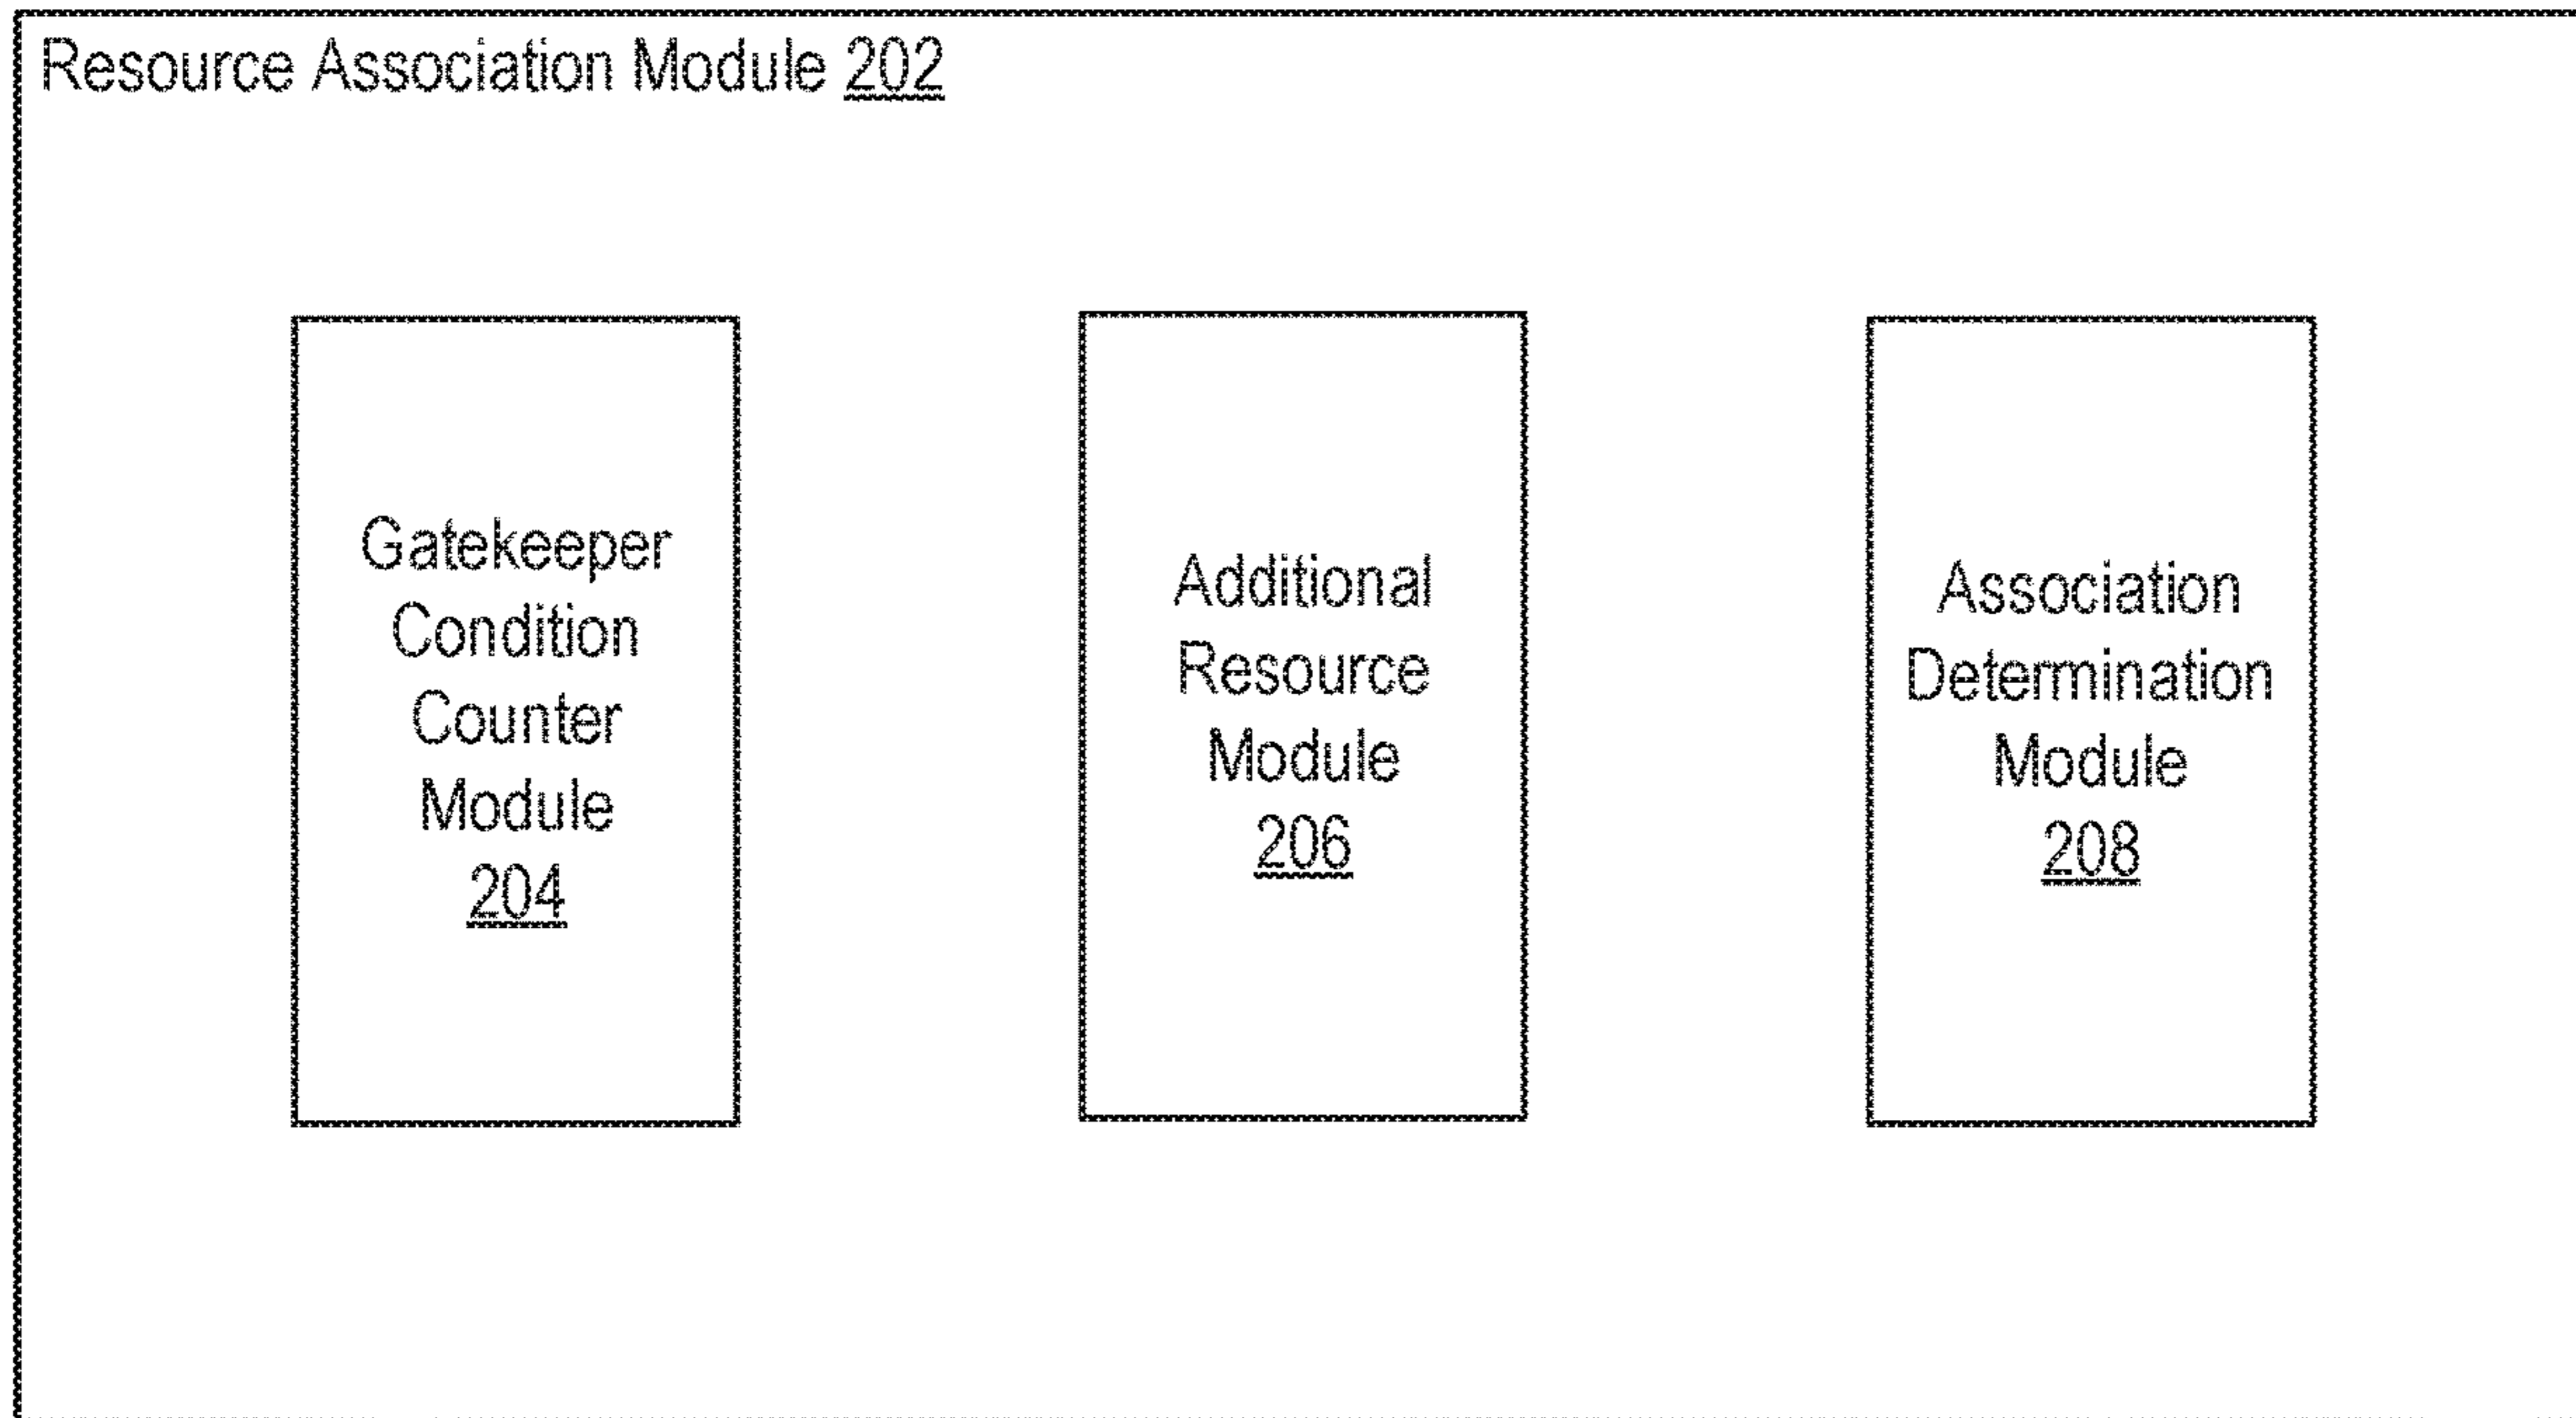 Resource Association Module 202
Gatekeeper
Condition
Counter
Module
204
Additional
Resource
Module
206
Association
Determination
Module
208